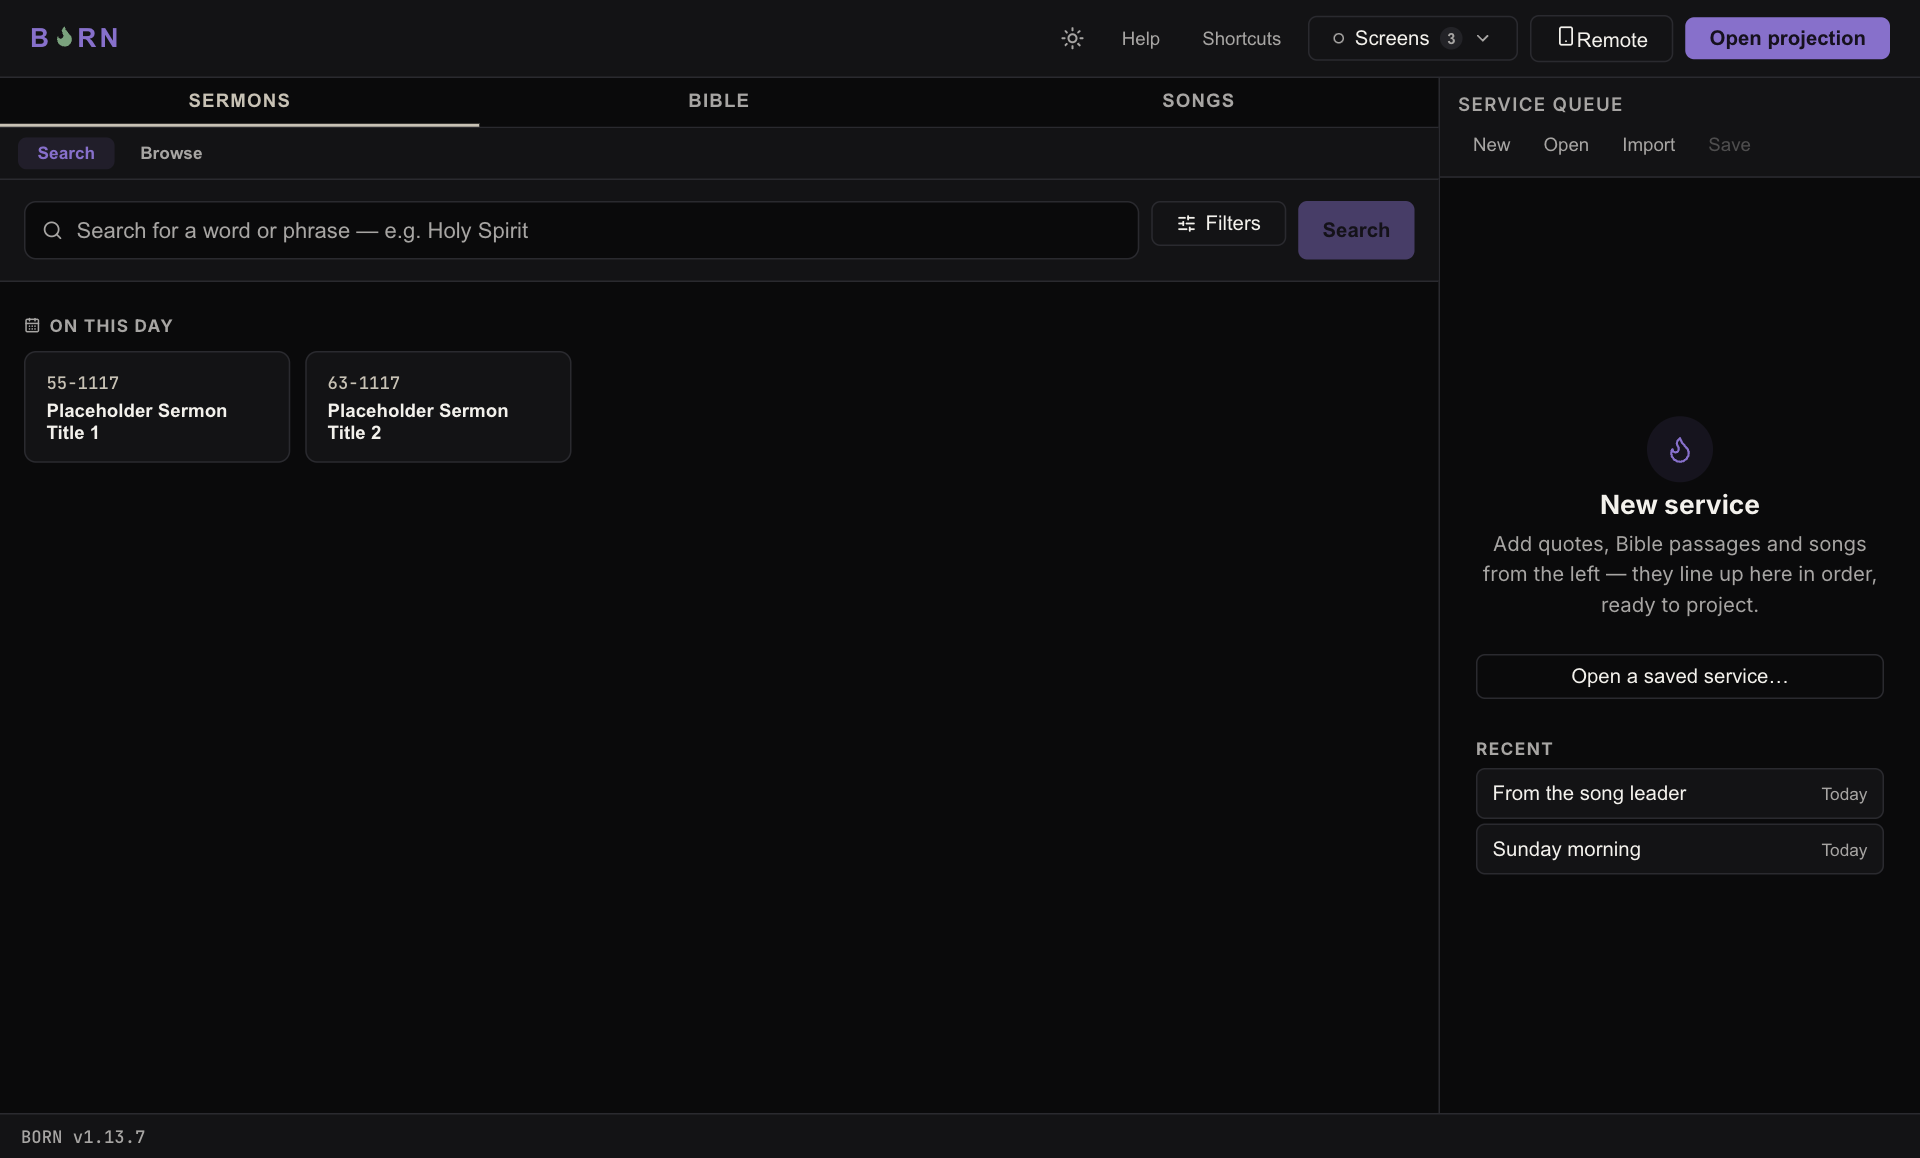 B RN
Help
Shortcuts
Screens 3
Remote
Open projection
SERMONS
BIBLE
SONGS
Search
Browse
Search for a word or phrase — e.g. Holy Spirit
Filters
Search
ON THIS DAY
55-1117
Placeholder Sermon
Title 1
63-1117
Placeholder Sermon
Title 2
SERVICE QUEUE
New
Open
Import
Save
New service
Add quotes, Bible passages and songs
from the left — they line up here in order,
ready to project.
Open a saved service…
RECENT
From the song leader
Today
Sunday morning
Today
BORN v1.13.7